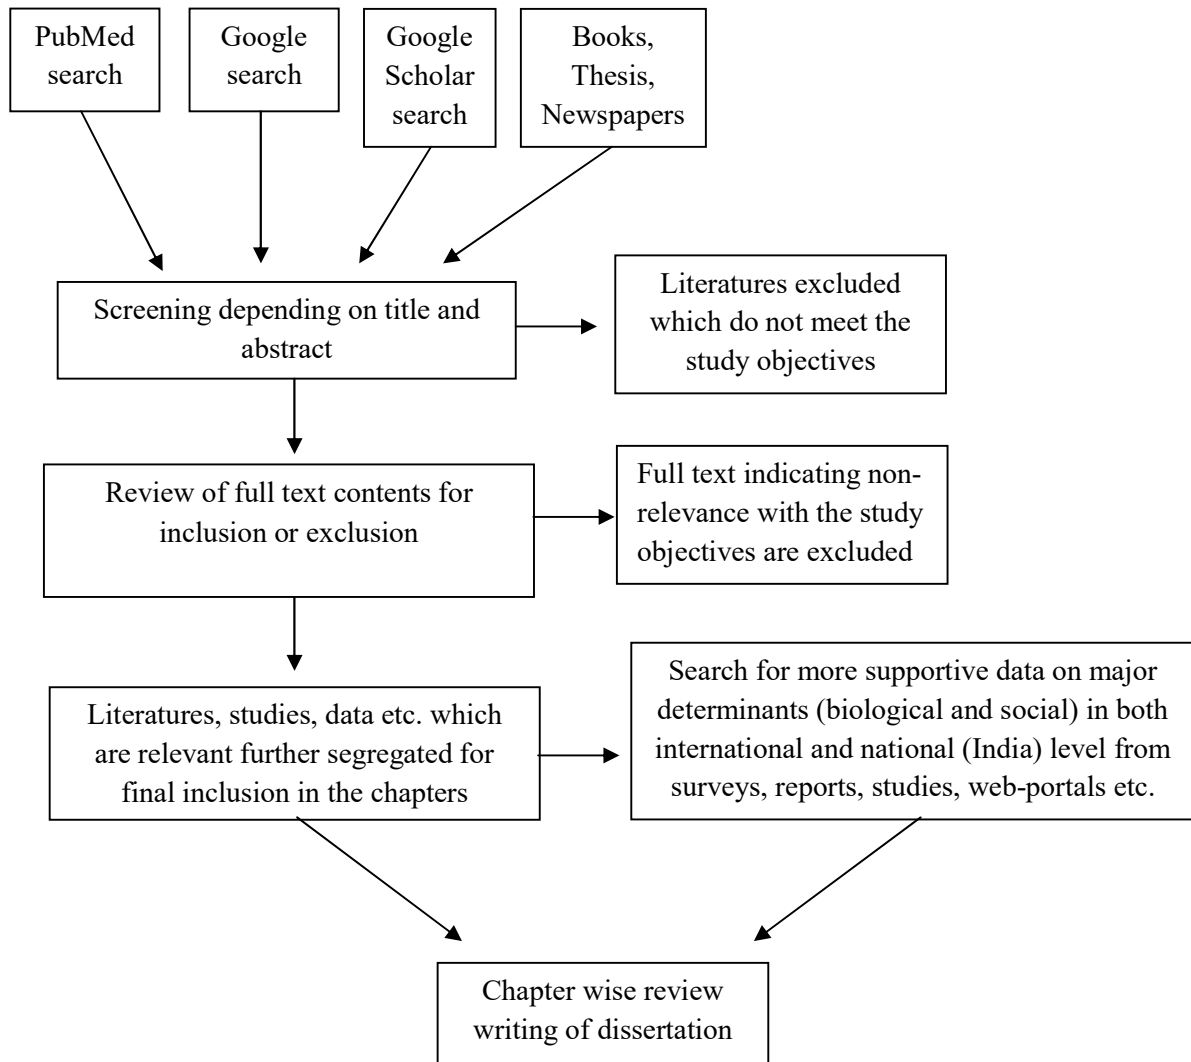 PubMed
search
Google
search
Google
Scholar
search
Books,
Thesis,
Newspapers
Screening depending on title and
abstract
Literatures excluded
which do not meet the
study objectives
Review of full text contents for
inclusion or exclusion
Full text indicating non-
relevance with the study
objectives are excluded
Literatures, studies, data etc. which
are relevant further segregated for
final inclusion in the chapters
Search for more supportive data on major
determinants (biological and social) in both
international and national (India) level from
surveys, reports, studies, web-portals etc.
Chapter wise review
writing of dissertation